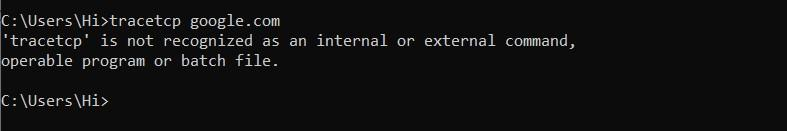 C:\Users\Hi>tracetcp google.com
'tracetcp' is not recognized as an internal or external command,
operable program or batch file.
C:\Users\Hi>